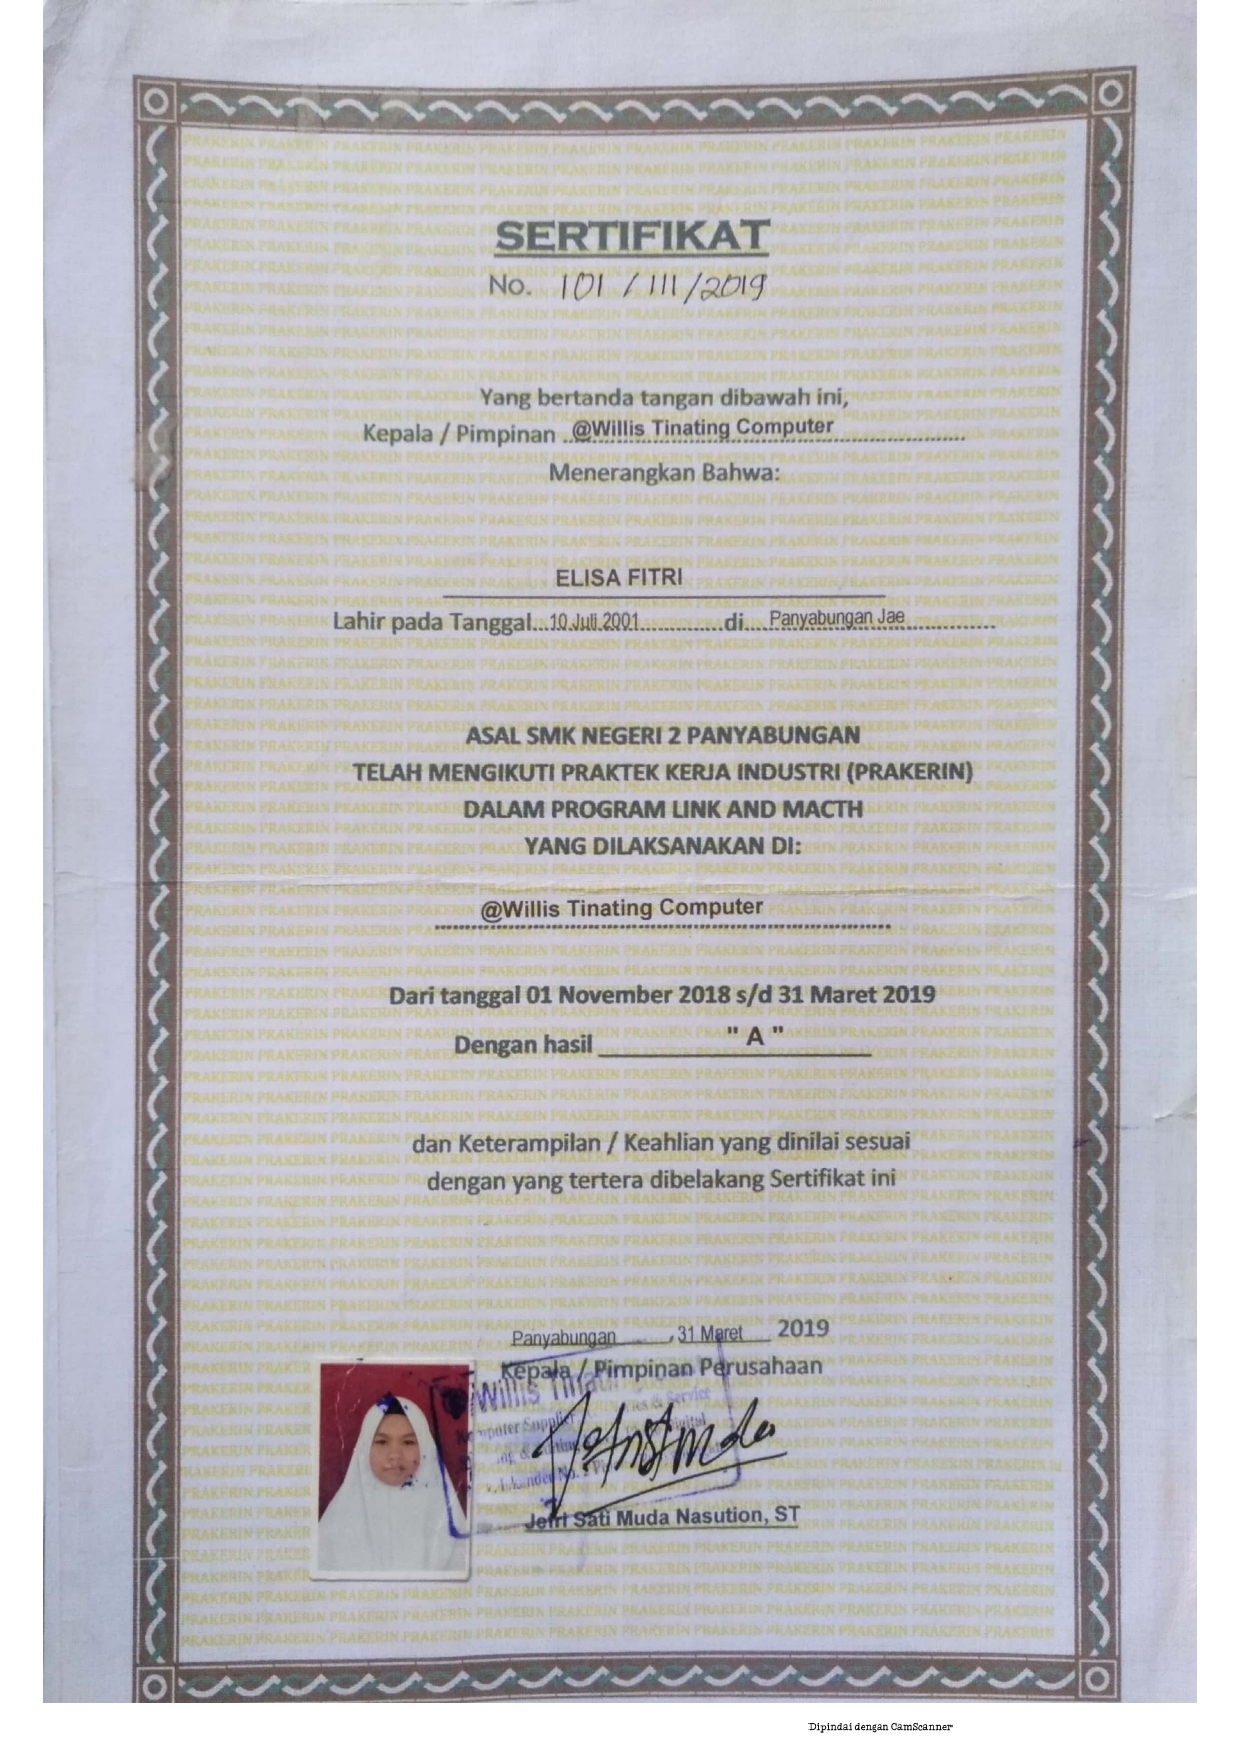 SERTIFIKAT
No. 101 / III / 2019
Yang bertanda tangan dibawah ini,
Kepala / Pimpinan @Willis Tinating Computer
Menerangkan Bahwa:
ELISA FITRI
Lahir pada Tanggal 10 Juli 2001 di Panyabungan Jae
ASAL SMK NEGERI 2 PANYABUNGAN
TELAH MENGIKUTI PRAKTEK KERJA INDUSTRI (PRAKERIN)
DALAM PROGRAM LINK AND MACTH
YANG DILAKSANAKAN DI:
@Willis Tinating Computer
Dari tanggal 01 November 2018 s/d 31 Maret 2019
Dengan hasil " A "
dan Keterampilan / Keahlian yang dinilai sesuai
dengan yang tertera dibelakang Sertifikat ini
Panyabungan, 31 Maret 2019
Kepala / Pimpinan Perusahaan
Willis
& Service
Digital
No. 2
Jefri Sati Muda Nasution, ST
Dipindai dengan CamScanner